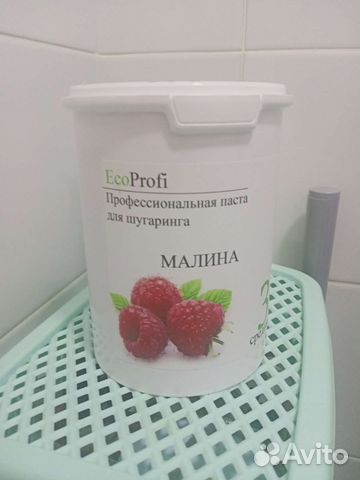 EcoProfi
Профессиональная паста
для шугаринга
МАЛИНА
Avito